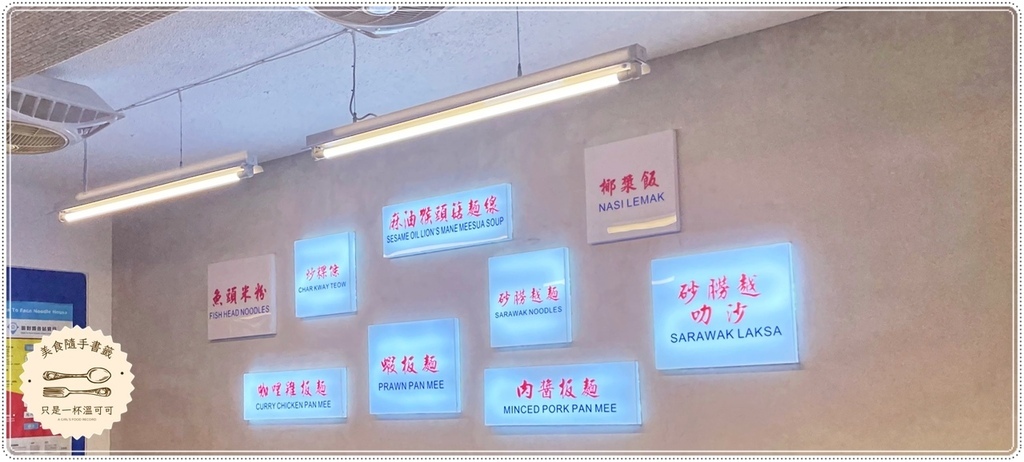 椰漿飯
NASI LEMAK
麻油猴頭菇麵線
SESAME OIL LION'S MANE MEESUA SOUP
炒粿條
CHAR KWAY TEOW
魚頭米粉
FISH HEAD NOODLES
砂朥越麵
SARAWAK NOODLES
砂朥越
叻沙
SARAWAK LAKSA
蝦板麵
PRAWN PAN MEE
咖哩雞板麵
CURRY CHICKEN PAN MEE
肉醬板麵
MINCED PORK PAN MEE
美食隨手書籤
只是一杯溫可可